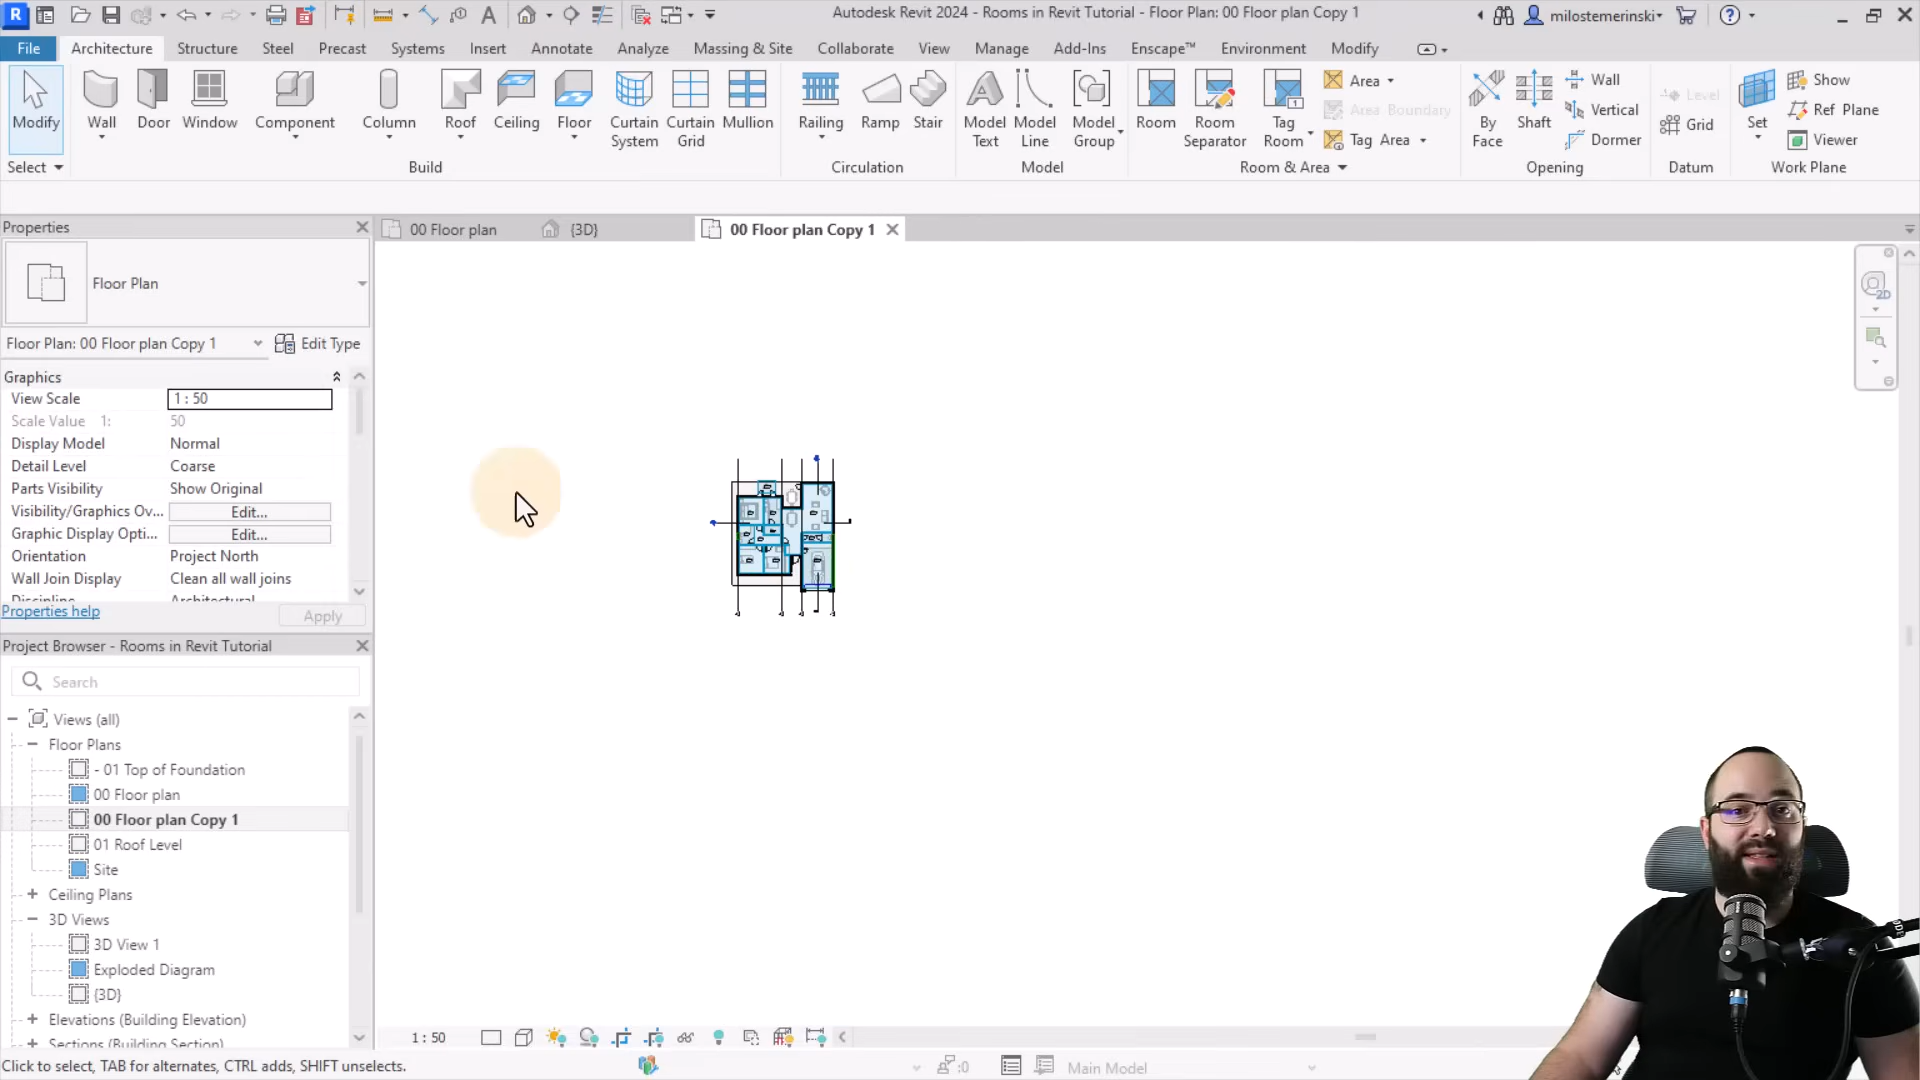 Autodesk Revit 2024 - Rooms in Revit Tutorial - Floor Plan: 00 Floor plan Copy 1
milostemerinski
File
Architecture
Structure
Steel
Precast
Systems
Insert
Annotate
Analyze
Massing & Site
Collaborate
View
Manage
Add-Ins
Enscape™
Environment
Modify
Modify
Wall
Door
Window
Component
Column
Roof
Ceiling
Floor
Curtain
System
Curtain
Grid
Mullion
Railing
Ramp
Stair
Model
Text
Model
Line
Model
Group
Room
Room
Separator
Tag
Room
Area
Area Boundary
Tag Area
By
Face
Shaft
Wall
Vertical
Dormer
Level
Grid
Set
Show
Ref Plane
Viewer
Select
Build
Circulation
Model
Room & Area
Opening
Datum
Work Plane
Properties
00 Floor plan
{3D}
00 Floor plan Copy 1
Floor Plan
Floor Plan: 00 Floor plan Copy 1
Edit Type
Graphics
View Scale
1 : 50
Scale Value 1:
50
Display Model
Normal
Detail Level
Coarse
Parts Visibility
Show Original
Visibility/Graphics Ov...
Edit...
Graphic Display Opti...
Edit...
Orientation
Project North
Wall Join Display
Clean all wall joins
Discipline
Architectural
Properties help
Apply
Project Browser - Rooms in Revit Tutorial
Search
Views (all)
Floor Plans
- 01 Top of Foundation
00 Floor plan
00 Floor plan Copy 1
01 Roof Level
Site
Ceiling Plans
3D Views
3D View 1
Exploded Diagram
{3D}
Elevations (Building Elevation)
Sections (Building Section)
1 : 50
Click to select, TAB for alternates, CTRL adds, SHIFT unselects.
:0
Main Model
2D